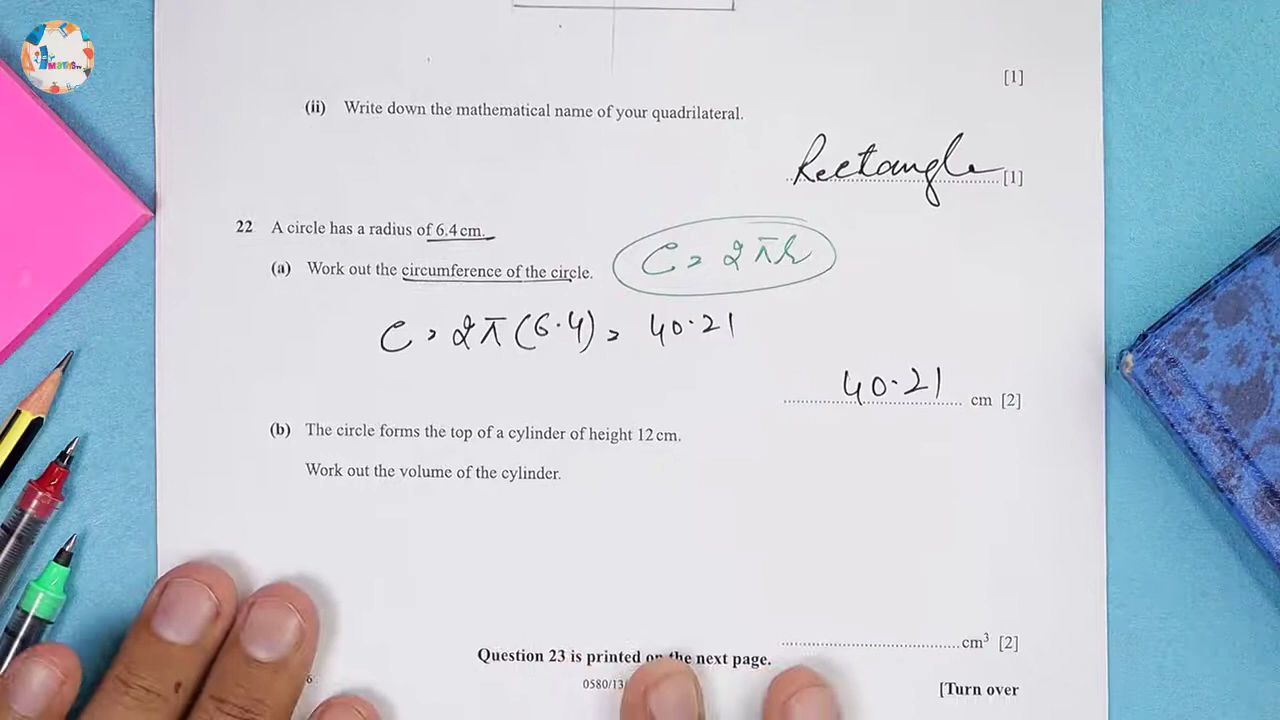 [1]
(ii) Write down the mathematical name of your quadrilateral.
Rectangle [1]
22 A circle has a radius of 6.4 cm.
(a) Work out the circumference of the circle. C = 2πr
C = 2π(6.4) = 40.21
40.21 cm [2]
(b) The circle forms the top of a cylinder of height 12 cm.
Work out the volume of the cylinder.
cm³ [2]
Question 23 is printed on the next page.
6 0580/13/
[Turn over